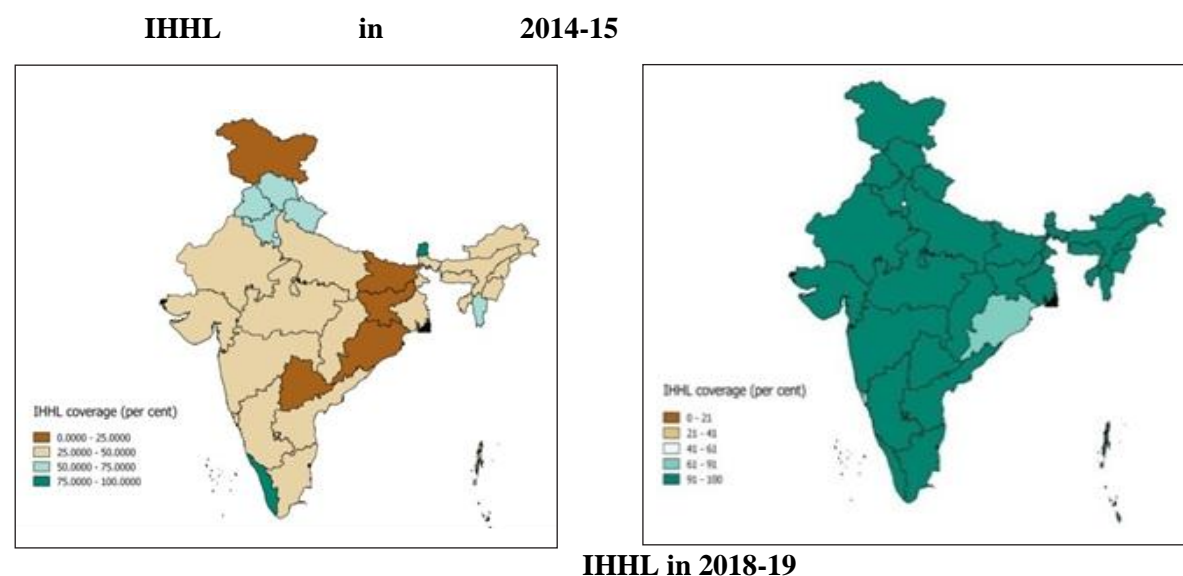 IHHL in 2014-15
IHHL coverage (per cent)
0.0000 - 25.0000
25.0000 - 50.0000
50.0000 - 75.0000
75.0000 - 100.0000
IHHL coverage (per cent)
0 - 21
21 - 41
41 - 61
61 - 91
91 - 100
IHHL in 2018-19